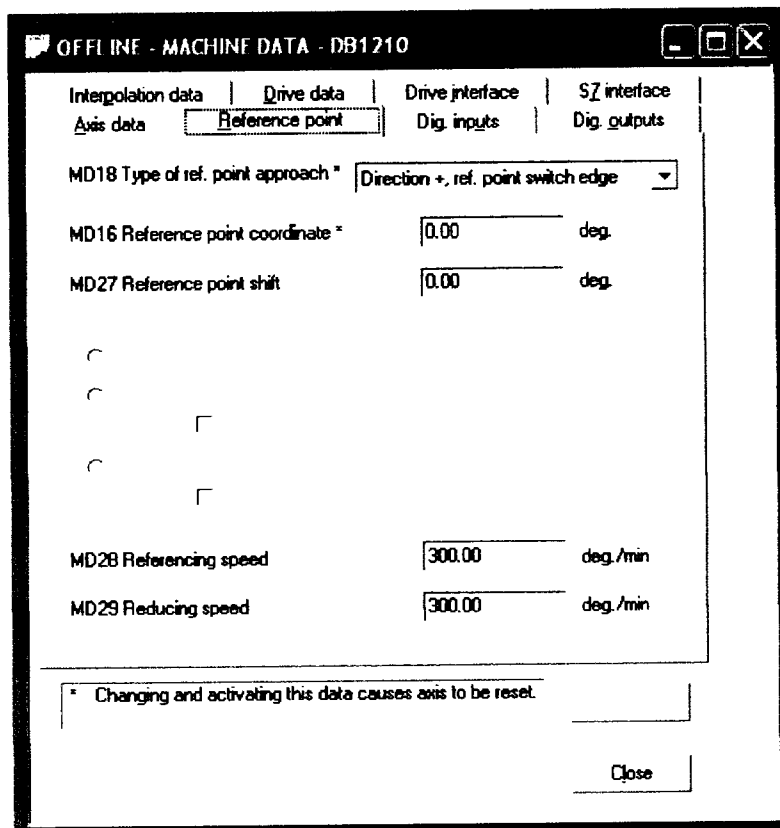 OFFLINE - MACHINE DATA - DB1210
Interpolation data Drive data Drive interface S7 interface
Axis data Reference point Dig. inputs Dig. outputs
MD18 Type of ref. point approach * Direction +, ref. point switch edge
MD16 Reference point coordinate * 0.00 deg.
MD27 Reference point shift 0.00 deg.
MD28 Referencing speed 300.00 deg./min
MD29 Reducing speed 300.00 deg./min
* Changing and activating this data causes axis to be reset.
Close